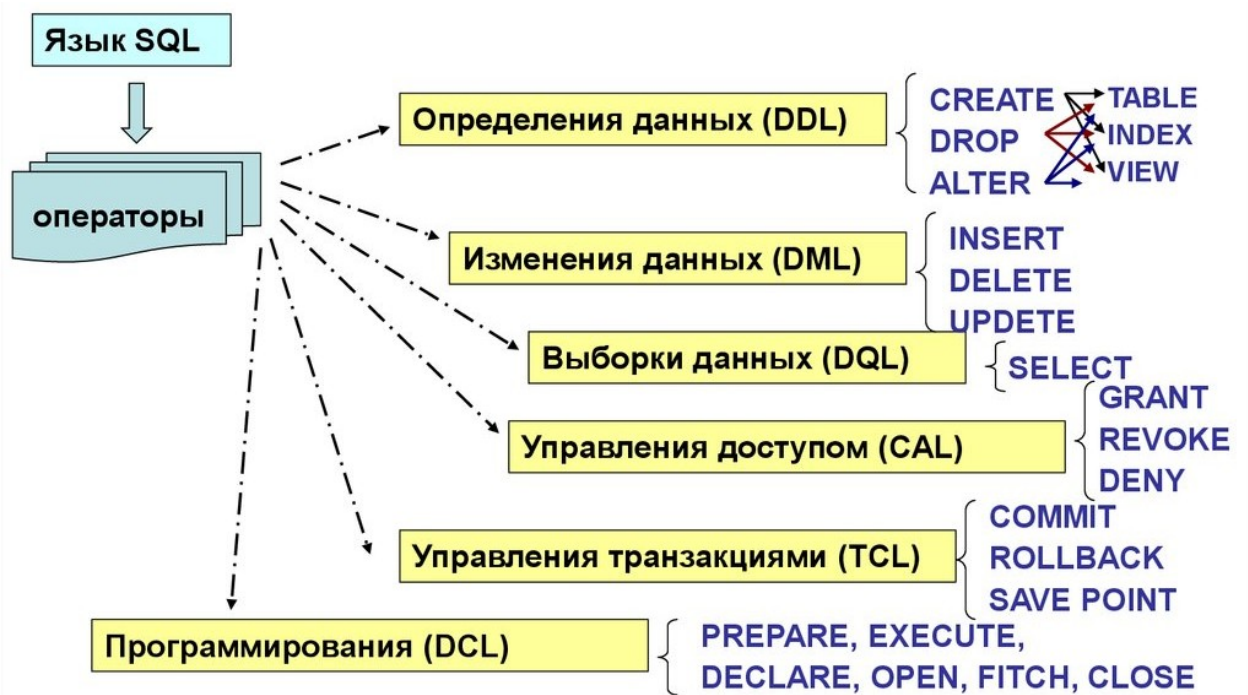 Язык SQL
операторы
Определения данных (DDL)
CREATE
DROP
ALTER
TABLE
INDEX
VIEW
Изменения данных (DML)
INSERT
DELETE
UPDETE
Выборки данных (DQL)
SELECT
Управления доступом (CAL)
GRANT
REVOKE
DENY
Управления транзакциями (TCL)
COMMIT
ROLLBACK
SAVE POINT
Программирования (DCL)
PREPARE, EXECUTE,
DECLARE, OPEN, FITCH, CLOSE